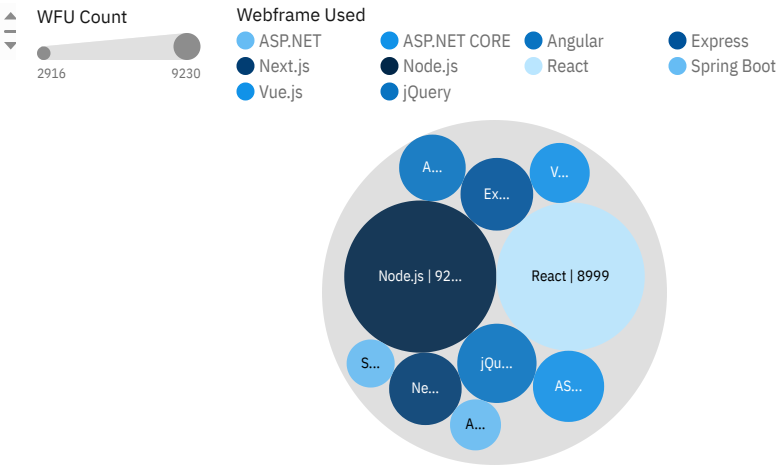 WFU Count
2916 9230
Webframe Used
ASP.NET ASP.NET CORE Angular Express
Next.js Node.js React Spring Boot
Vue.js jQuery
A...
Ex...
V...
Node.js | 92...
React | 8999
S...
Ne...
jQu...
AS...
A...